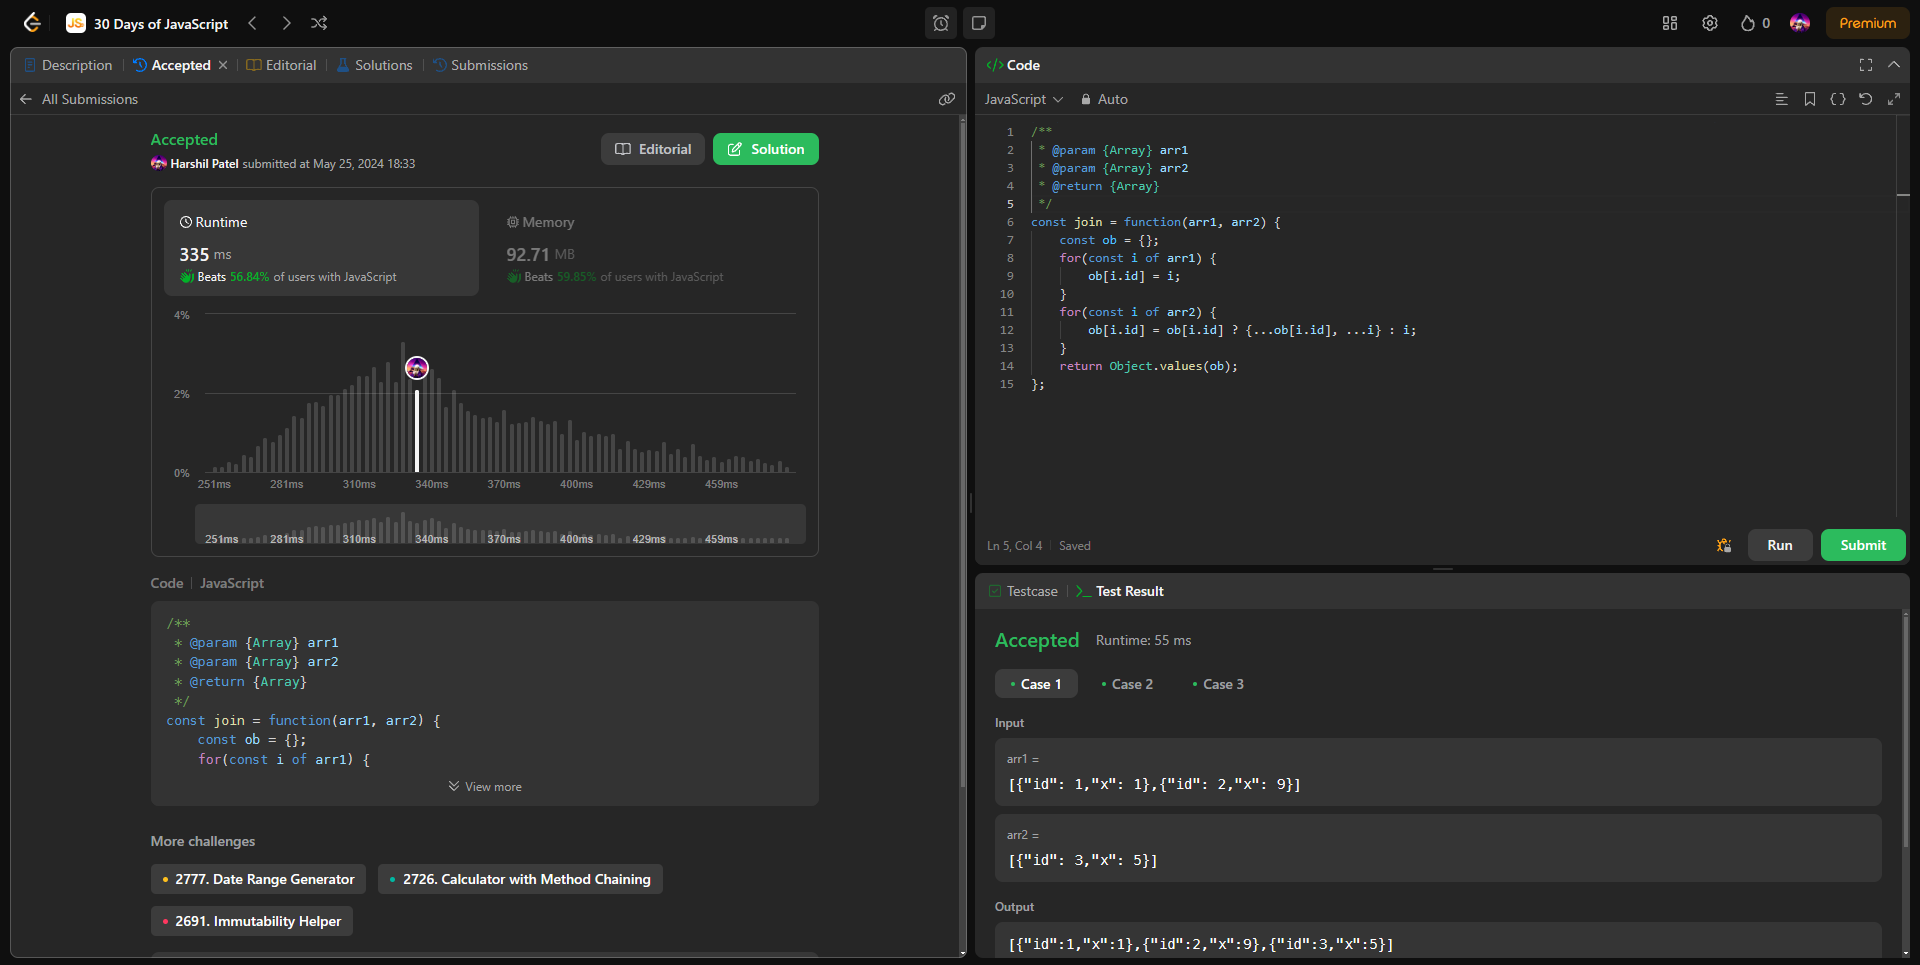 JS 30 Days of JavaScript
0
Premium
Description
Accepted
Editorial
Solutions
Submissions
All Submissions
Accepted
Harshil Patel submitted at May 25, 2024 18:33
Editorial
Solution
Runtime
335 ms
Beats 56.84% of users with JavaScript
Memory
92.71 MB
Beats 59.85% of users with JavaScript
4%
2%
0%
251ms 281ms 310ms 340ms 370ms 400ms 429ms 459ms
251ms 281ms 310ms 340ms 370ms 400ms 429ms 459ms
Code | JavaScript
/**
 * @param {Array} arr1
 * @param {Array} arr2
 * @return {Array}
 */
const join = function(arr1, arr2) {
    const ob = {};
    for(const i of arr1) {
View more
More challenges
2777. Date Range Generator
2726. Calculator with Method Chaining
2691. Immutability Helper
</> Code
JavaScript
Auto
1 /**
2  * @param {Array} arr1
3  * @param {Array} arr2
4  * @return {Array}
5  */
6 const join = function(arr1, arr2) {
7     const ob = {};
8     for(const i of arr1) {
9         ob[i.id] = i;
10     }
11     for(const i of arr2) {
12         ob[i.id] = ob[i.id] ? {...ob[i.id], ...i} : i;
13     }
14     return Object.values(ob);
15 };
Ln 5, Col 4 | Saved
Run
Submit
Testcase
>_ Test Result
Accepted Runtime: 55 ms
• Case 1 • Case 2 • Case 3
Input
arr1 =
[{"id": 1,"x": 1},{"id": 2,"x": 9}]
arr2 =
[{"id": 3,"x": 5}]
Output
[{"id":1,"x":1},{"id":2,"x":9},{"id":3,"x":5}]